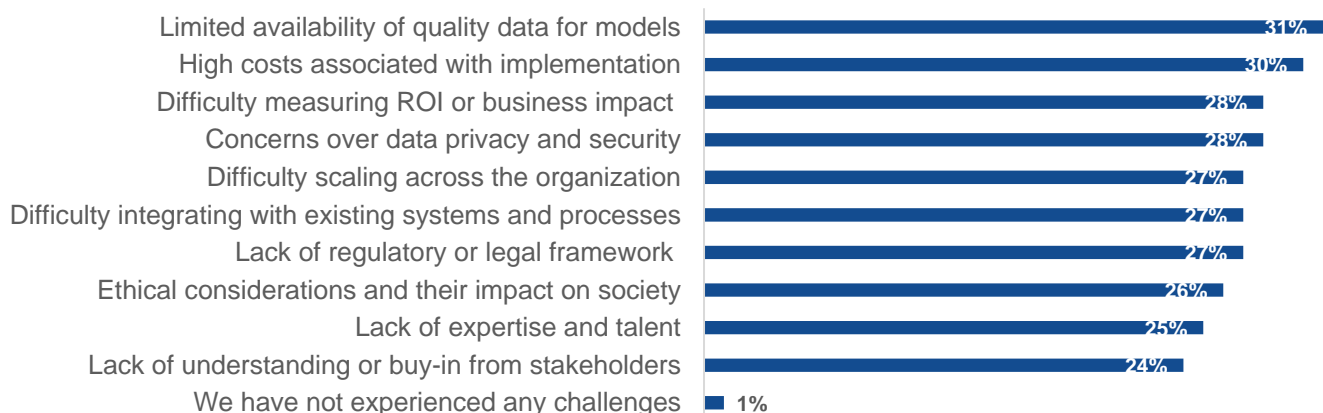 Limited availability of quality data for models 31%
High costs associated with implementation 30%
Difficulty measuring ROI or business impact 28%
Concerns over data privacy and security 28%
Difficulty scaling across the organization 27%
Difficulty integrating with existing systems and processes 27%
Lack of regulatory or legal framework 27%
Ethical considerations and their impact on society 26%
Lack of expertise and talent 25%
Lack of understanding or buy-in from stakeholders 24%
We have not experienced any challenges 1%